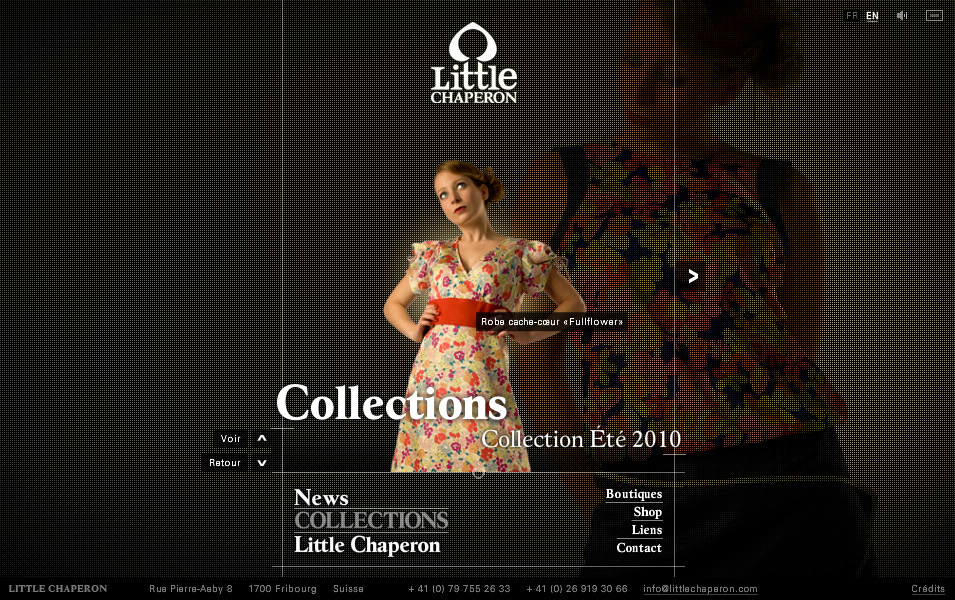 FR EN
Little
CHAPERON
>
Robe cache-cœur «Fullflower»
Collections
Collection Été 2010
Voir
Retour
News
COLLECTIONS
Little Chaperon
Boutiques
Shop
Liens
Contact
LITTLE CHAPERON Rue Pierre-Aeby 8 1700 Fribourg Suisse + 41 (0) 79 755 26 33 + 41 (0) 26 919 30 66 info@littlechaperon.com Crédits